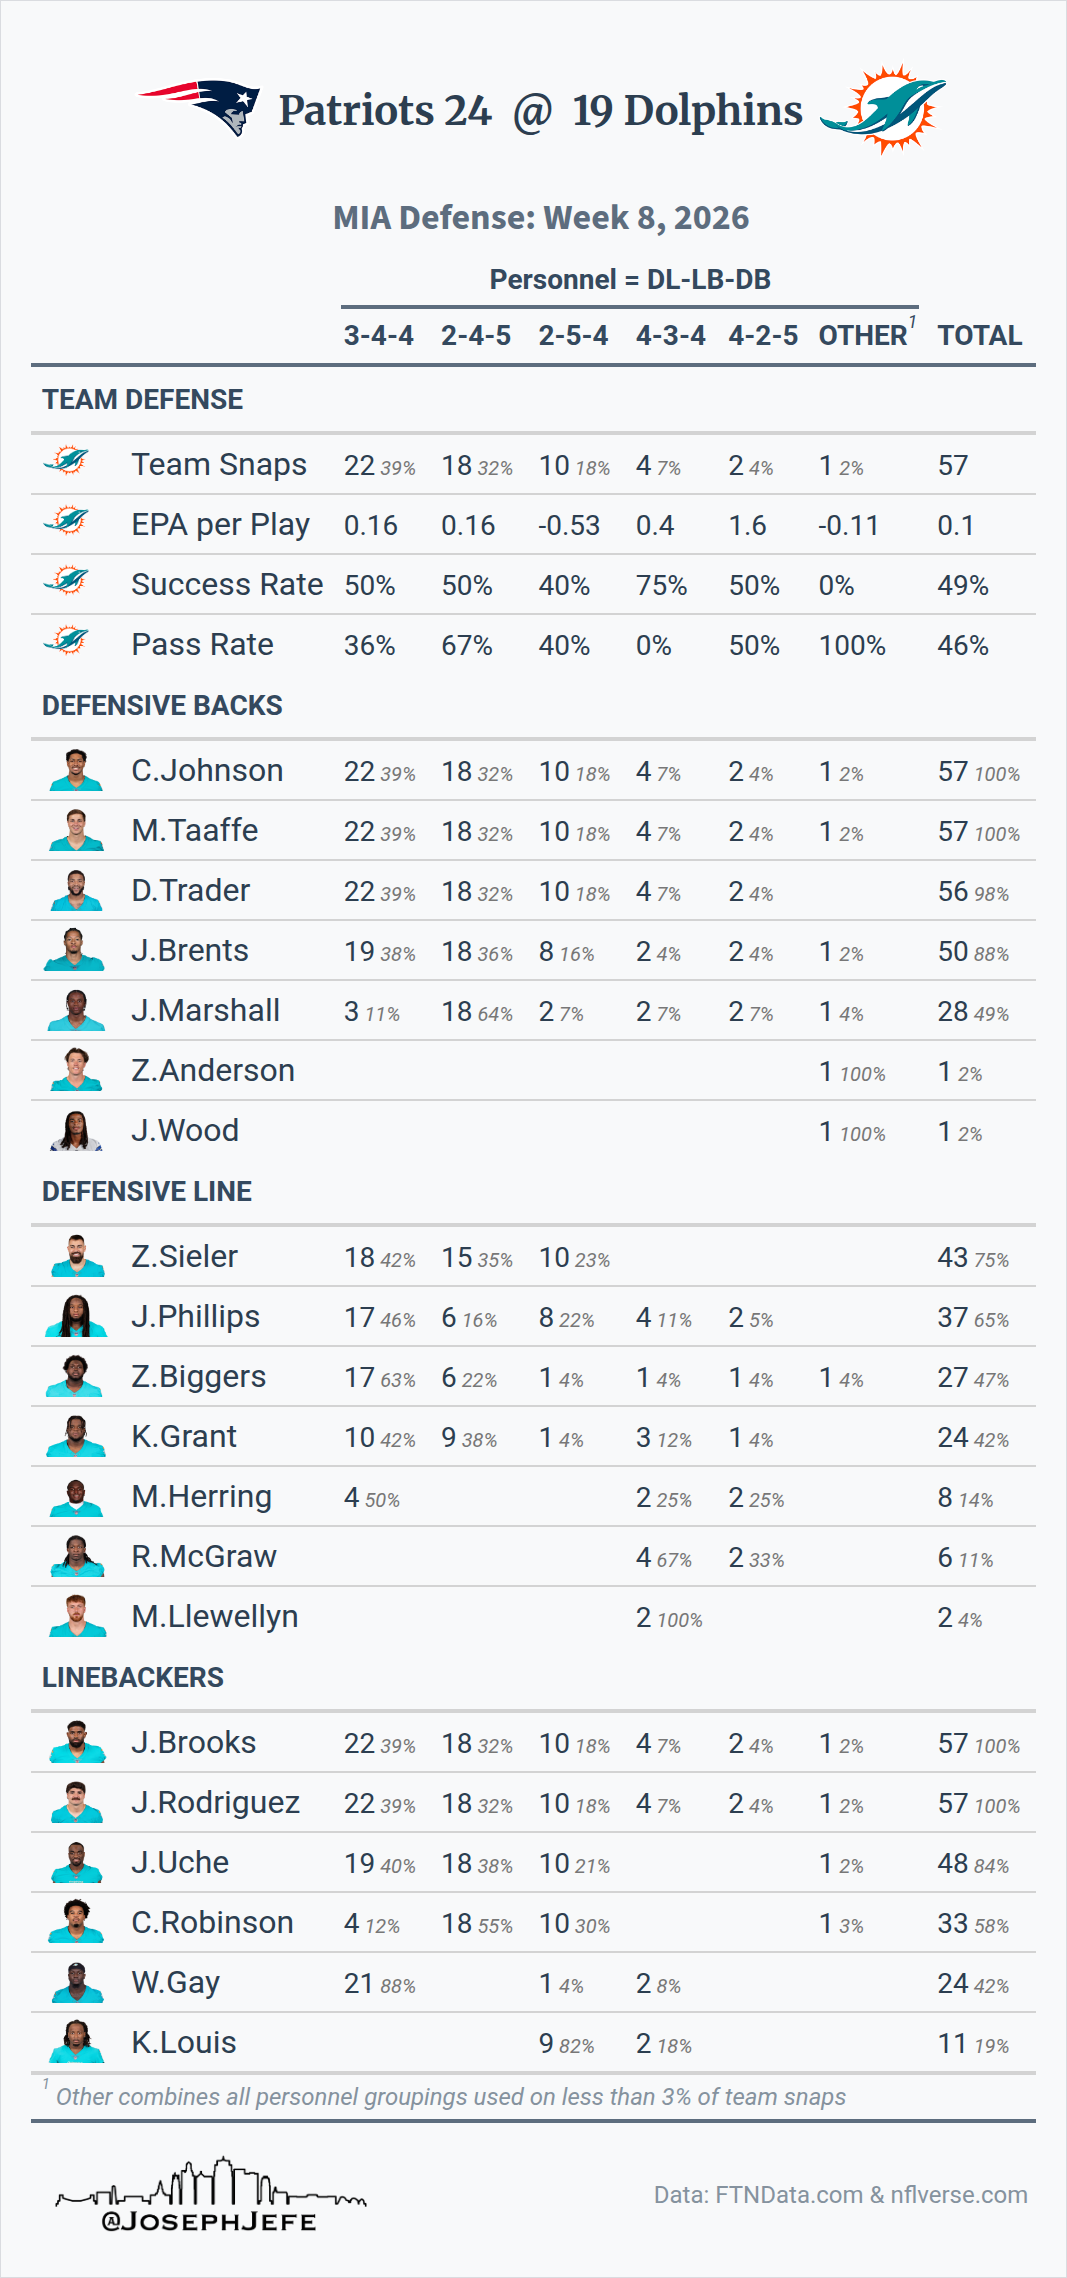 Patriots 24 @ 19 Dolphins
MIA Defense: Week 8, 2026
Personnel = DL-LB-DB
3-4-4 2-4-5 2-5-4 4-3-4 4-2-5 OTHER1 TOTAL
TEAM DEFENSE
Team Snaps 22 39% 18 32% 10 18% 4 7% 2 4% 1 2% 57
EPA per Play 0.16 0.16 -0.53 0.4 1.6 -0.11 0.1
Success Rate 50% 50% 40% 75% 50% 0% 49%
Pass Rate 36% 67% 40% 0% 50% 100% 46%
DEFENSIVE BACKS
C.Johnson 22 39% 18 32% 10 18% 4 7% 2 4% 1 2% 57 100%
M.Taaffe 22 39% 18 32% 10 18% 4 7% 2 4% 1 2% 57 100%
D.Trader 22 39% 18 32% 10 18% 4 7% 2 4% 56 98%
J.Brents 19 38% 18 36% 8 16% 2 4% 2 4% 1 2% 50 88%
J.Marshall 3 11% 18 64% 2 7% 2 7% 2 7% 1 4% 28 49%
Z.Anderson 1 100% 1 2%
J.Wood 1 100% 1 2%
DEFENSIVE LINE
Z.Sieler 18 42% 15 35% 10 23% 43 75%
J.Phillips 17 46% 6 16% 8 22% 4 11% 2 5% 37 65%
Z.Biggers 17 63% 6 22% 1 4% 1 4% 1 4% 1 4% 27 47%
K.Grant 10 42% 9 38% 1 4% 3 12% 1 4% 24 42%
M.Herring 4 50% 2 25% 2 25% 8 14%
R.McGraw 4 67% 2 33% 6 11%
M.Llewellyn 2 100% 2 4%
LINEBACKERS
J.Brooks 22 39% 18 32% 10 18% 4 7% 2 4% 1 2% 57 100%
J.Rodriguez 22 39% 18 32% 10 18% 4 7% 2 4% 1 2% 57 100%
J.Uche 19 40% 18 38% 10 21% 1 2% 48 84%
C.Robinson 4 12% 18 55% 10 30% 1 3% 33 58%
W.Gay 21 88% 1 4% 2 8% 24 42%
K.Louis 9 82% 2 18% 11 19%
1 Other combines all personnel groupings used on less than 3% of team snaps
@JosephJefe
Data: FTNData.com & nflverse.com